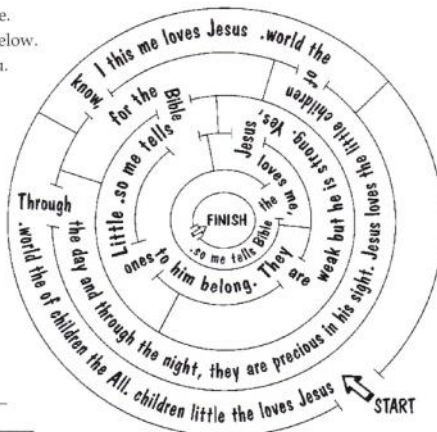 e.
elow.
I this me loves Jesus .world the
of
know
for the Bible
Through
.world the of children the All. children little the loves Jesus
the day and through the night, they are precious in his sight. Jesus loves the little children
Little .so me tells
ones to him belong. They are
weak but he is strong. Yes,
Jesus
loves me,
the
Bible tells me so.
FINISH
START